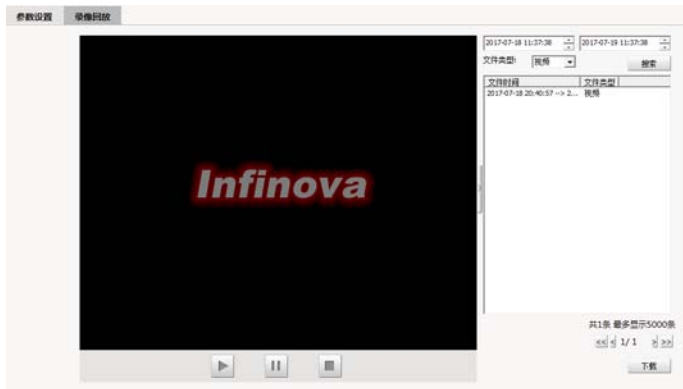 参数设置 录像回放
2017-07-18 11:37:38 2017-07-19 11:37:38
文件类型: 视频 搜索
文件时间 文件类型
2017-07-18 20:40:57 --> 2... 视频
Infinova
共1条 最多显示5000条
<< < 1/1 > >>
下载